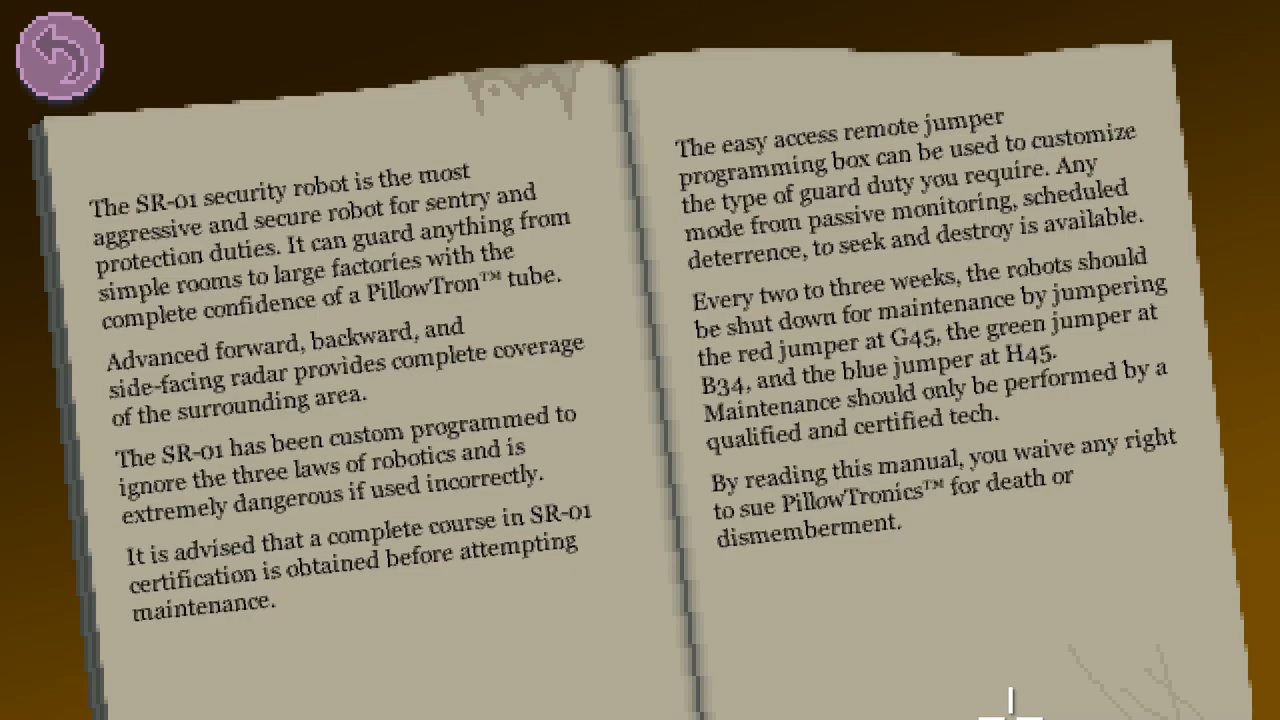 The SR-01 security robot is the most
aggressive and secure robot for sentry and
protection duties. It can guard anything from
simple rooms to large factories with the
complete confidence of a PillowTron™ tube.
Advanced forward, backward, and
side-facing radar provides complete coverage
of the surrounding area.
The SR-01 has been custom programmed to
ignore the three laws of robotics and is
extremely dangerous if used incorrectly.
It is advised that a complete course in SR-01
certification is obtained before attempting
maintenance.
The easy access remote jumper
programming box can be used to customize
the type of guard duty you require. Any
mode from passive monitoring, scheduled
deterrence, to seek and destroy is available.
Every two to three weeks, the robots should
be shut down for maintenance by jumpering
the red jumper at G45, the green jumper at
B34, and the blue jumper at H45.
Maintenance should only be performed by a
qualified and certified tech.
By reading this manual, you waive any right
to sue PillowTronics™ for death or
dismemberment.